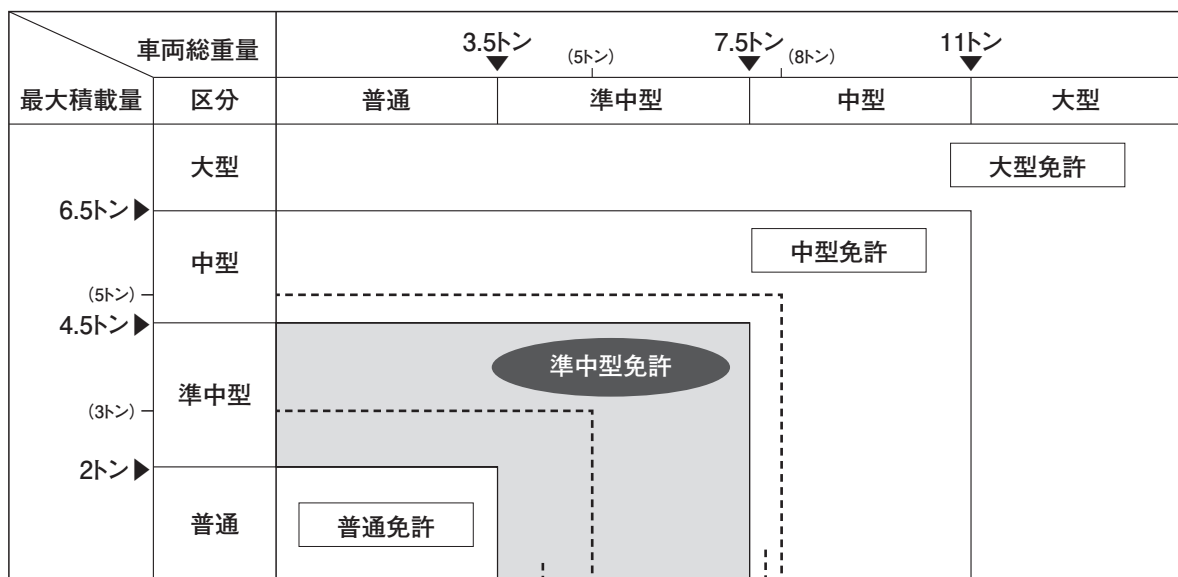 車両総重量
3.5トン
(5トン)
7.5トン
(8トン)
11トン
最大積載量
区分
普通
準中型
中型
大型
大型
大型免許
6.5トン
中型
中型免許
(5トン)
4.5トン
準中型免許
準中型
(3トン)
2トン
普通
普通免許